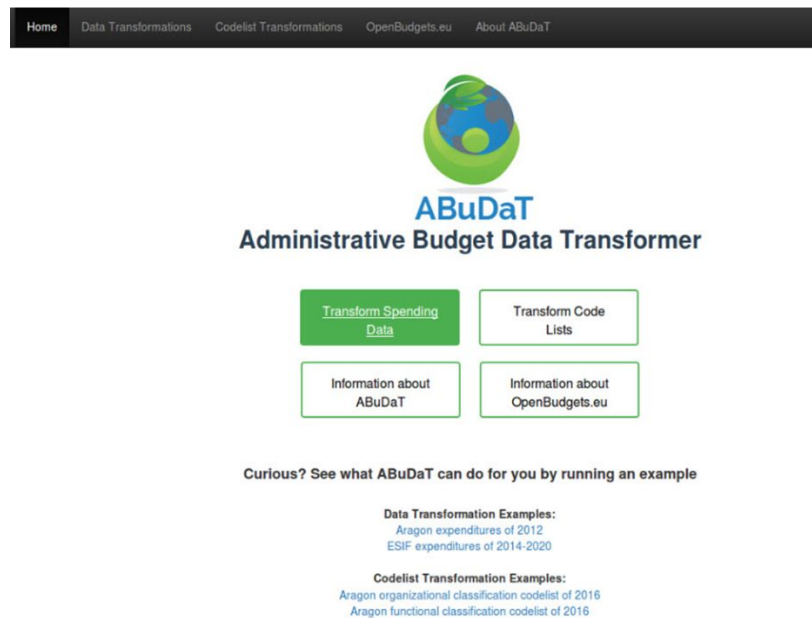 Home Data Transformations Codelist Transformations OpenBudgets.eu About ABuDaT
ABuDaT
Administrative Budget Data Transformer
Transform Spending
Data
Transform Code
Lists
Information about
ABuDaT
Information about
OpenBudgets.eu
Curious? See what ABuDaT can do for you by running an example
Data Transformation Examples:
Aragon expenditures of 2012
ESIF expenditures of 2014-2020
Codelist Transformation Examples:
Aragon organizational classification codelist of 2016
Aragon functional classification codelist of 2016